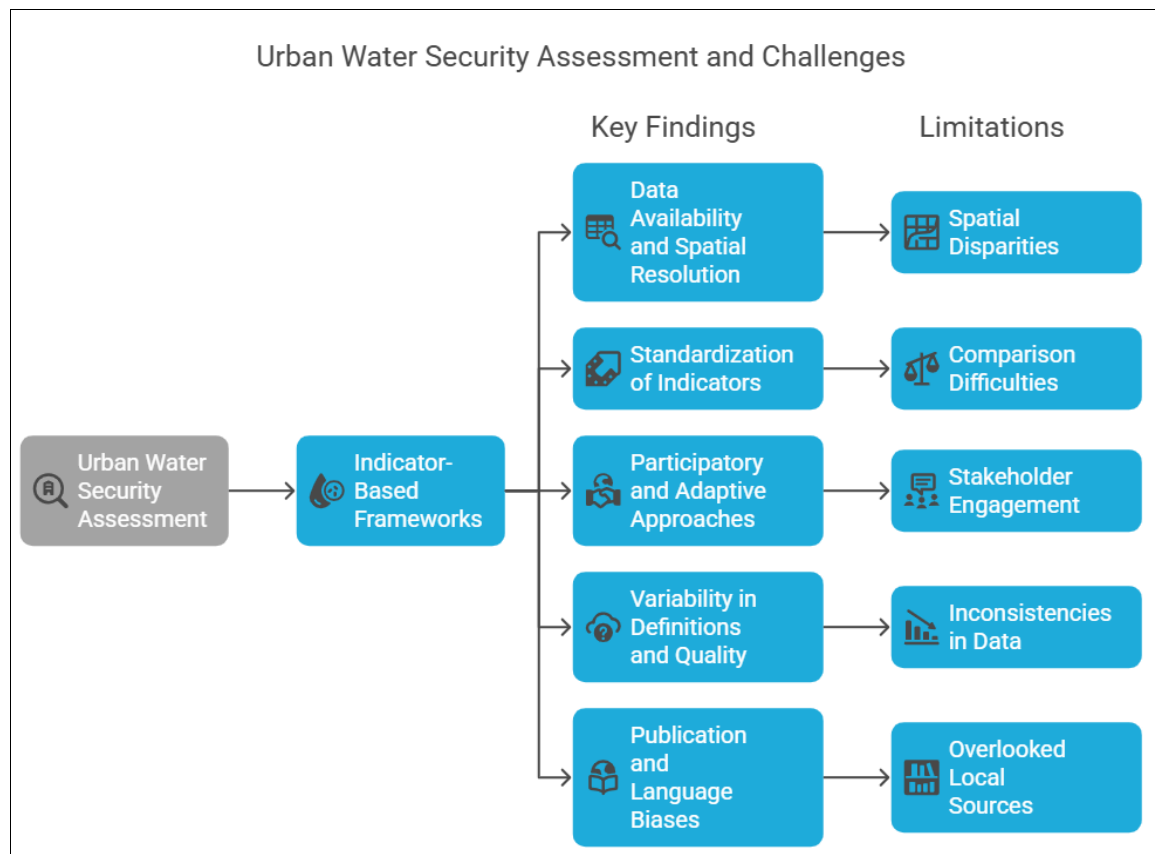 Urban Water Security Assessment and Challenges
Key Findings
Limitations
Data
Availability
and Spatial
Resolution
Spatial
Disparities
Standardization
of Indicators
Comparison
Difficulties
Urban Water
Security
Assessment
Indicator-
Based
Frameworks
Participatory
and Adaptive
Approaches
Stakeholder
Engagement
Variability in
Definitions
and Quality
Inconsistencies
in Data
Publication
and
Language
Biases
Overlooked
Local
Sources